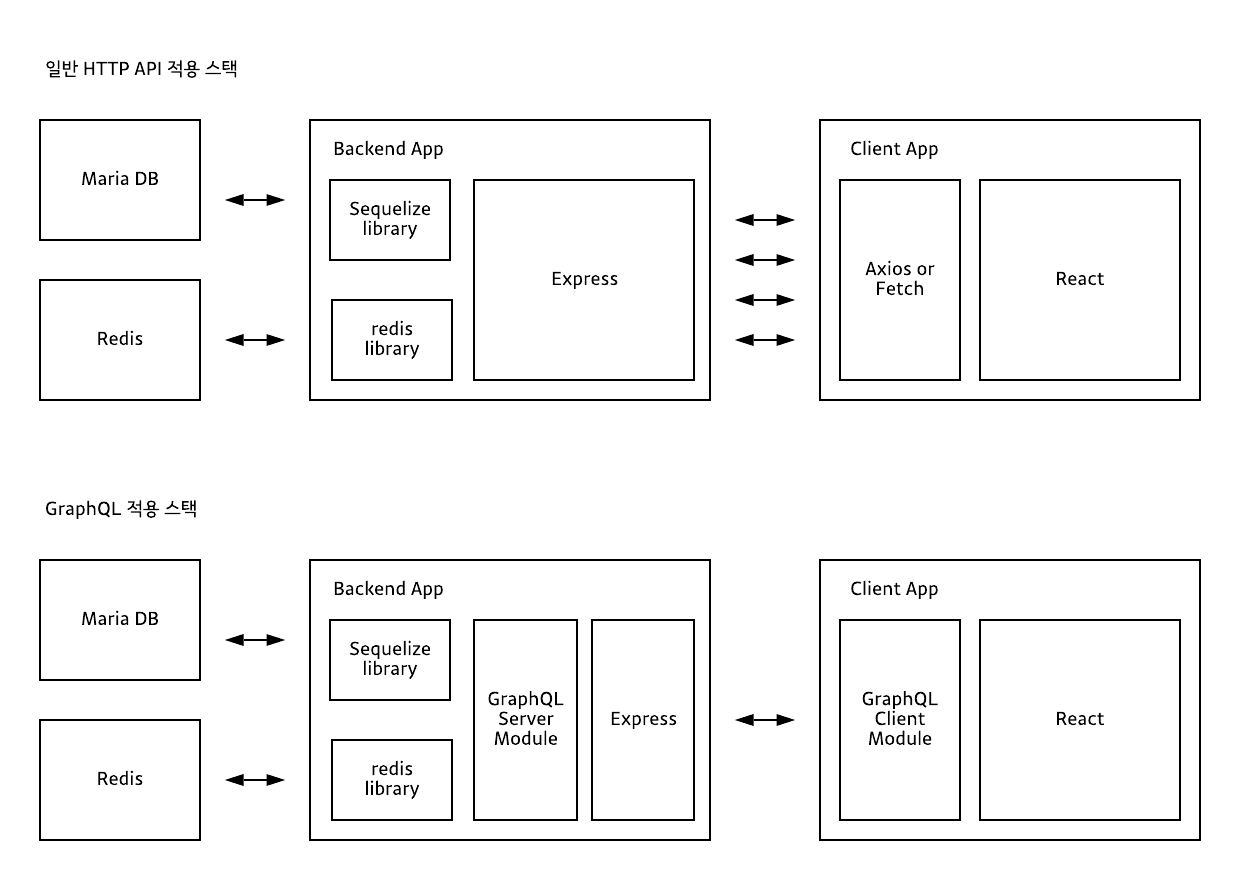 일반 HTTP API 적용 스택
Maria DB
Redis
Backend App
Sequelize
library
redis
library
Express
Client App
Axios or
Fetch
React
GraphQL 적용 스택
Maria DB
Redis
Backend App
Sequelize
library
redis
library
GraphQL
Server
Module
Express
Client App
GraphQL
Client
Module
React